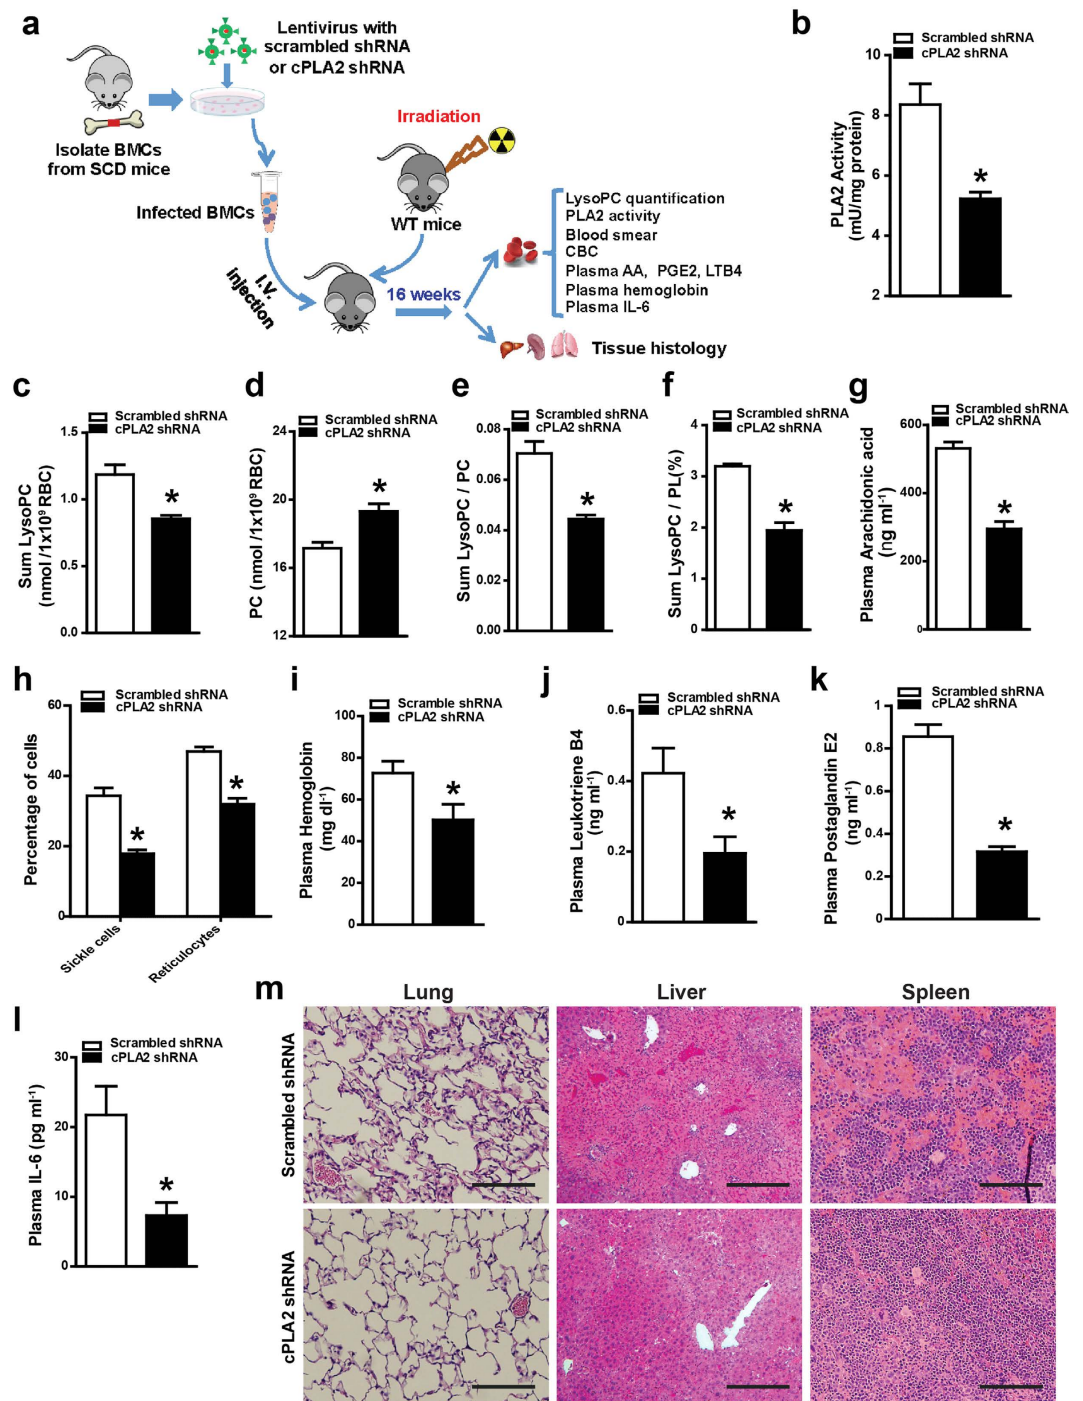 a
Lentivirus with
scrambled shRNA
or cPLA2 shRNA
Isolate BMCs
from SCD mice
Irradiation
Infected BMCs
WT mice
I.V.
injection
16 weeks
LysoPC quantification
PLA2 activity
Blood smear
CBC
Plasma AA, PGE2, LTB4
Plasma hemoglobin
Plasma IL-6
Tissue histology
b
Scrambled shRNA
cPLA2 shRNA
PLA2 Activity
(mU/mg protein)
10
8
6
4
2
*
c
Scrambled shRNA
cPLA2 shRNA
Sum LysoPC
(nmol /1x10⁹ RBC)
1.5
1.0
0.5
0.0
*
d
Scrambled shRNA
cPLA2 shRNA
PC (nmol /1x10⁹ RBC)
24
20
16
12
*
e
Scrambled shRNA
cPLA2 shRNA
Sum LysoPC / PC
0.08
0.06
0.04
0.02
0.00
*
f
Scrambled shRNA
cPLA2 shRNA
Sum LysoPC / PL(%)
4
3
2
1
0
*
g
Scrambled shRNA
cPLA2 shRNA
Plasma Arachidonic acid
(ng ml⁻¹)
600
400
200
0
*
h
Scrambled shRNA
cPLA2 shRNA
Percentage of cells
60
40
20
0
*
*
Sickle cells
Reticulocytes
i
Scramble shRNA
cPLA2 shRNA
Plasma Hemoglobin
(mg dl⁻¹)
100
80
60
40
20
0
*
j
Scrambled shRNA
cPLA2 shRNA
Plasma Leukotriene B4
(ng ml⁻¹)
0.6
0.4
0.2
0
*
k
Scrambled shRNA
cPLA2 shRNA
Plasma Postaglandin E2
(ng ml⁻¹)
1
0.8
0.6
0.4
0.2
0
*
l
Scrambled shRNA
cPLA2 shRNA
Plasma IL-6 (pg ml⁻¹)
30
20
10
0
*
m
Lung
Liver
Spleen
Scrambled shRNA
cPLA2 shRNA